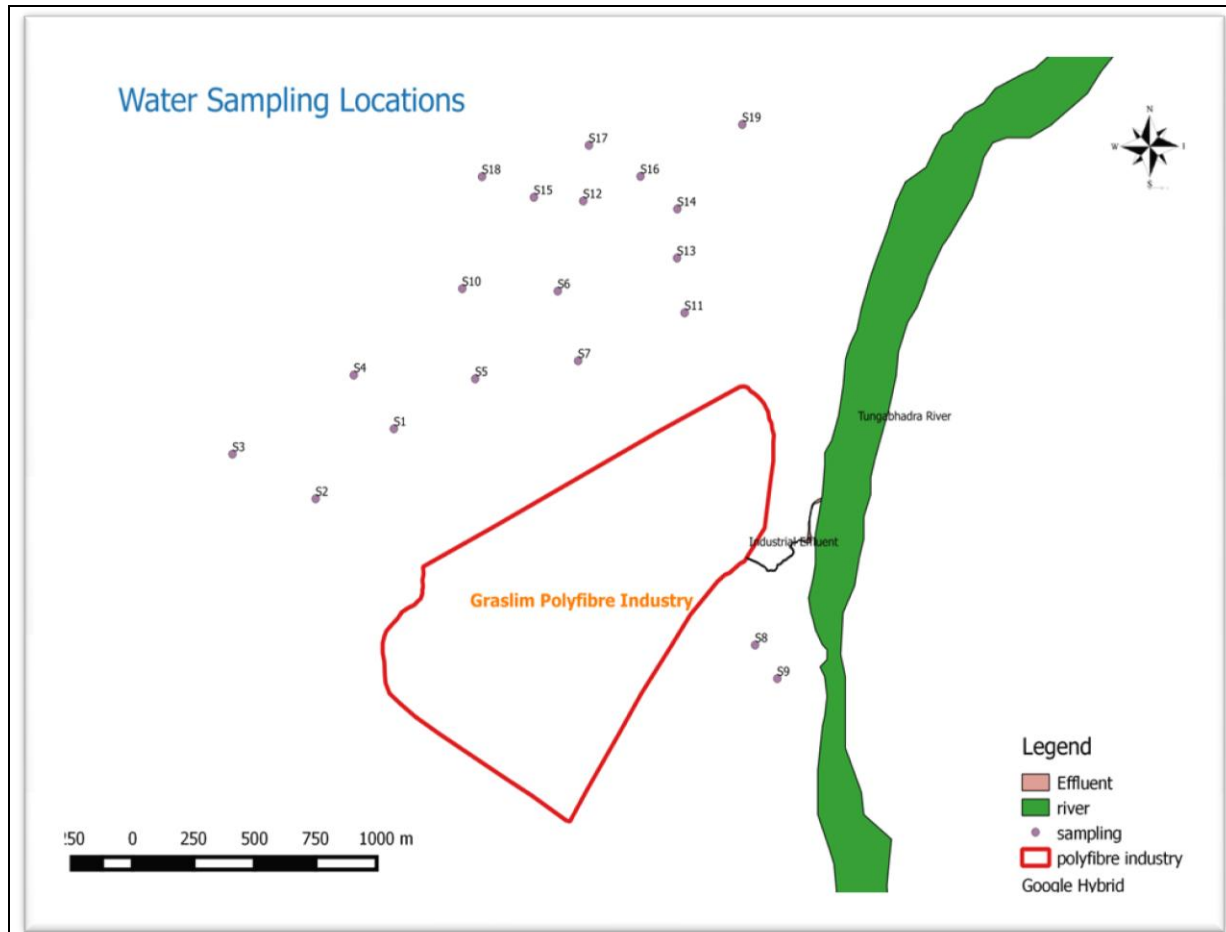 Water Sampling Locations
N
W
S
S19
S17
S18
S16
S15
S12
S14
S13
S10
S6
S11
S7
S4
S5
S1
S3
S2
Tungabhadra River
Industrial Effluent
Graslim Polyfibre Industry
S8
S9
Legend
Effluent
river
sampling
polyfibre industry
Google Hybrid
250 0 250 500 750 1000 m